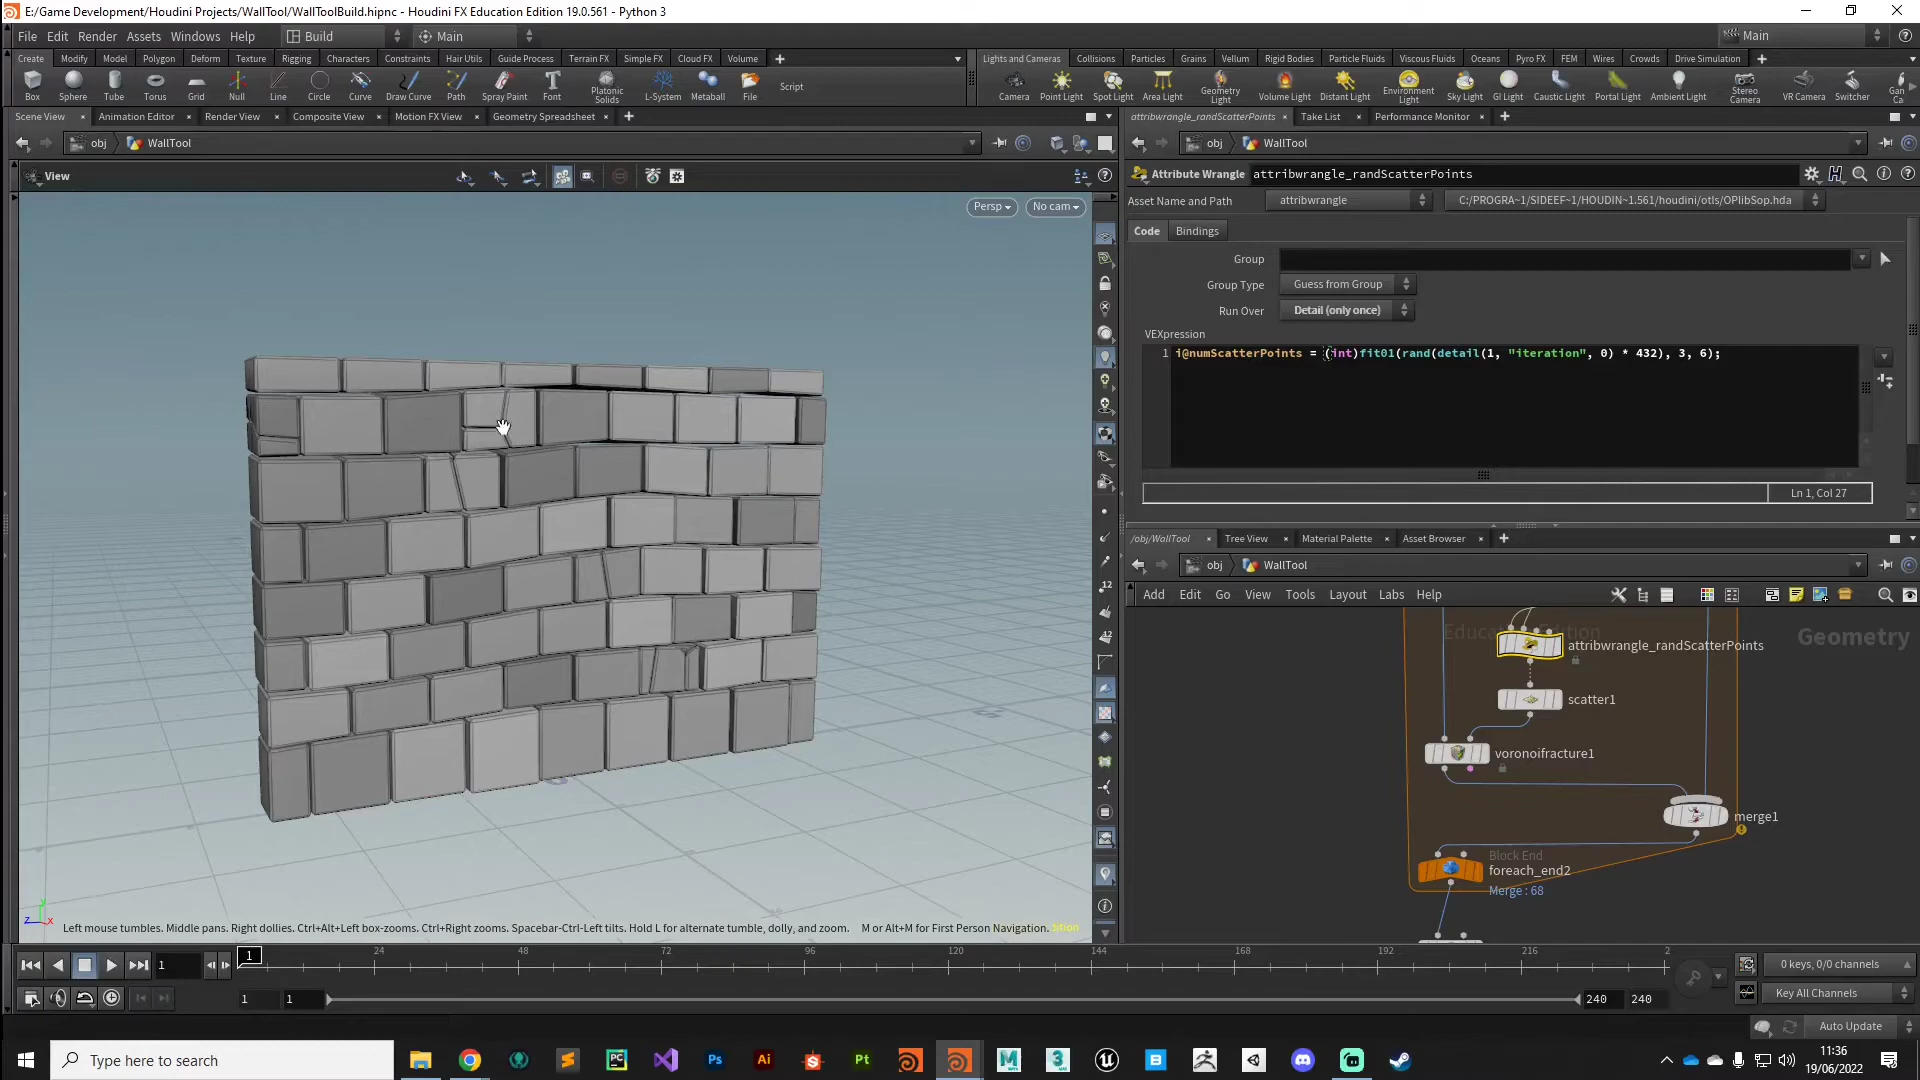 E:/Game Development/Houdini Projects/WallTool/WallToolBuild.hipnc - Houdini FX Education Edition 19.0.561 - Python 3
File Edit Render Assets Windows Help Build Main Main
Create Modify Model Polygon Deform Texture Rigging Characters Constraints Hair Utils Guide Process Terrain FX Simple FX Cloud FX Volume
Lights and Cameras Collisions Particles Grains Vellum Rigid Bodies Particle Fluids Viscous Fluids Oceans Pyro FX FEM Wires Crowds Drive Simulation
Box Sphere Tube Torus Grid Null Line Circle Curve Draw Curve Path Spray Paint Font Platonic Solids L-System Metaball File Script
Camera Point Light Spot Light Area Light Geometry Light Volume Light Distant Light Environment Light Sky Light GI Light Caustic Light Portal Light Ambient Light Stereo Camera VR Camera Switcher
Scene View Animation Editor Render View Composite View Motion FX View Geometry Spreadsheet
attribwrangle_randScatterPoints Take List Performance Monitor
obj WallTool
obj WallTool
View
Persp No cam
Attribute Wrangle attribwrangle_randScatterPoints
Asset Name and Path attribwrangle C:/PROGRA~1/SIDEEF~1/HOUDIN~1.561/houdini/otls/OPlibSop.hda
Code Bindings
Group
Group Type Guess from Group
Run Over Detail (only once)
VEXpression
1 i@numScatterPoints = (int)fit01(rand(detail(1, "iteration", 0) * 432), 3, 6);
Ln 1, Col 27
/obj/WallTool Tree View Material Palette Asset Browser
obj WallTool
Add Edit Go View Tools Layout Labs Help
Geometry
attribwrangle_randScatterPoints
scatter1
voronoifracture1
merge1
Block End
foreach_end2
Merge : 68
Left mouse tumbles. Middle pans. Right dollies. Ctrl+Alt+Left box-zooms. Ctrl+Right zooms. Spacebar-Ctrl-Left tilts. Hold L for alternate tumble, dolly, and zoom. M or Alt+M for First Person Navigation.
1 1 24 48 72 96 120 144 168 192 216 2
0 keys, 0/0 channels
1 1 240 240 Key All Channels
Auto Update
Type here to search
11:36
19/06/2022